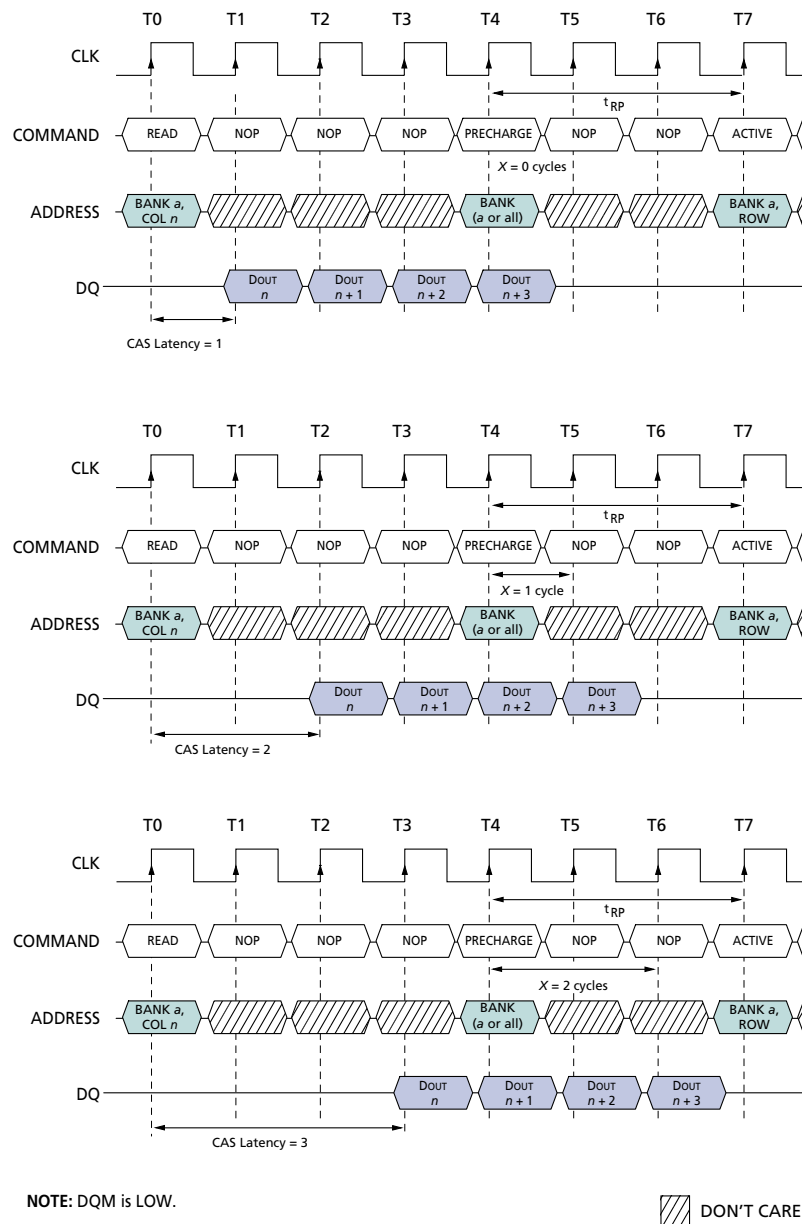 T0 T1 T2 T3 T4 T5 T6 T7
CLK
tRP
COMMAND READ NOP NOP NOP PRECHARGE NOP NOP ACTIVE
X = 0 cycles
ADDRESS BANK a, COL n BANK (a or all) BANK a, ROW
DQ DOUT n DOUT n + 1 DOUT n + 2 DOUT n + 3
CAS Latency = 1
T0 T1 T2 T3 T4 T5 T6 T7
CLK
tRP
COMMAND READ NOP NOP NOP PRECHARGE NOP NOP ACTIVE
X = 1 cycle
ADDRESS BANK a, COL n BANK (a or all) BANK a, ROW
DQ DOUT n DOUT n + 1 DOUT n + 2 DOUT n + 3
CAS Latency = 2
T0 T1 T2 T3 T4 T5 T6 T7
CLK
tRP
COMMAND READ NOP NOP NOP PRECHARGE NOP NOP ACTIVE
X = 2 cycles
ADDRESS BANK a, COL n BANK (a or all) BANK a, ROW
DQ DOUT n DOUT n + 1 DOUT n + 2 DOUT n + 3
CAS Latency = 3
NOTE: DQM is LOW.
DON'T CARE